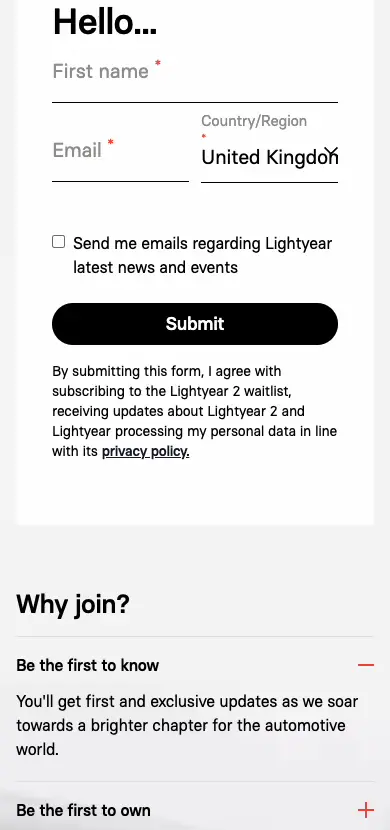 Hello...
First name *
Country/Region
*
Email *
United Kingdom
Send me emails regarding Lightyear
latest news and events
Submit
By submitting this form, I agree with
subscribing to the Lightyear 2 waitlist,
receiving updates about Lightyear 2 and
Lightyear processing my personal data in line
with its privacy policy.
Why join?
Be the first to know
You'll get first and exclusive updates as we soar
towards a brighter chapter for the automotive
world.
Be the first to own